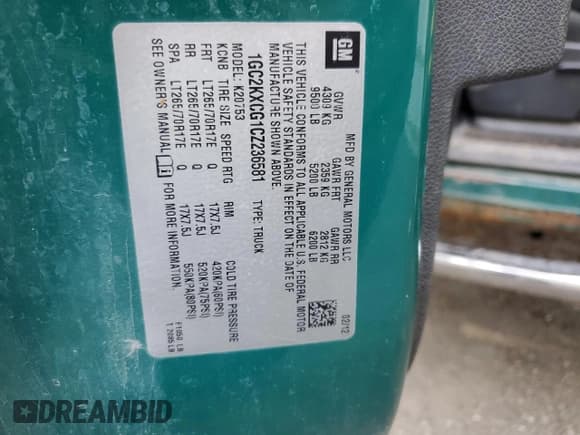 GM
MFD BY GENERAL MOTORS LLC
02/12
GVWR GAWR FRT GAWR RR
4309 KG 2359 KG 2812 KG
9500 LB 5200 LB 6200 LB
THIS VEHICLE CONFORMS TO ALL APPLICABLE U.S. FEDERAL MOTOR
VEHICLE SAFETY STANDARDS IN EFFECT ON THE DATE OF
MANUFACTURE SHOWN ABOVE.
1GC2KXCG1CZ236581 TYPE: TRUCK
MODEL: K20753
KCNB TIRE SIZE SPEED RTG RIM COLD TIRE PRESSURE
FRT LT265/70R17E Q 17X7.5J 420KPA(60PSI)
RR LT265/70R17E Q 17X7.5J 520KPA(75PSI)
SPA LT265/70R17E Q 17X7.5J 550KPA(80PSI)
SEE OWNER'S MANUAL FOR MORE INFORMATION.
DREAMBID